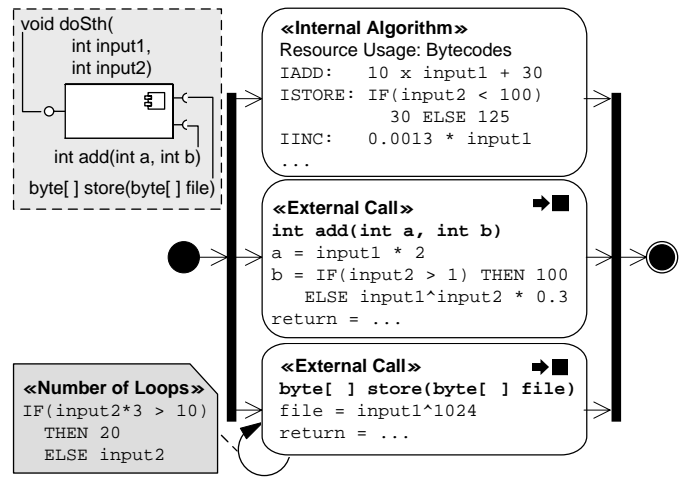 void doSth(
int input1,
int input2)
int add(int a, int b)
byte[ ] store(byte[ ] file)
«Internal Algorithm»
Resource Usage: Bytecodes
IADD: 10 x input1 + 30
ISTORE: IF(input2 < 100)
30 ELSE 125
IINC: 0.0013 * input1
...
«External Call»
int add(int a, int b)
a = input1 * 2
b = IF(input2 > 1) THEN 100
ELSE input1^input2 * 0.3
return = ...
«External Call»
byte[ ] store(byte[ ] file)
file = input1^1024
return = ...
«Number of Loops»
IF(input2*3 > 10)
THEN 20
ELSE input2